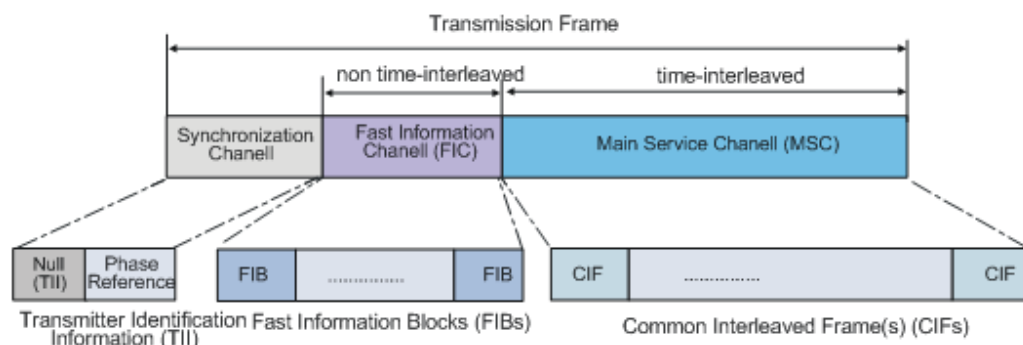 Transmission Frame
non time-interleaved
time-interleaved
Synchronization
Chanell
Fast Information
Chanell (FIC)
Main Service Chanell (MSC)
Null
(TII)
Phase
Reference
FIB
...............
FIB
CIF
...............
CIF
Transmitter Identification
Information (TII)
Fast Information Blocks (FIBs)
Common Interleaved Frame(s) (CIFs)